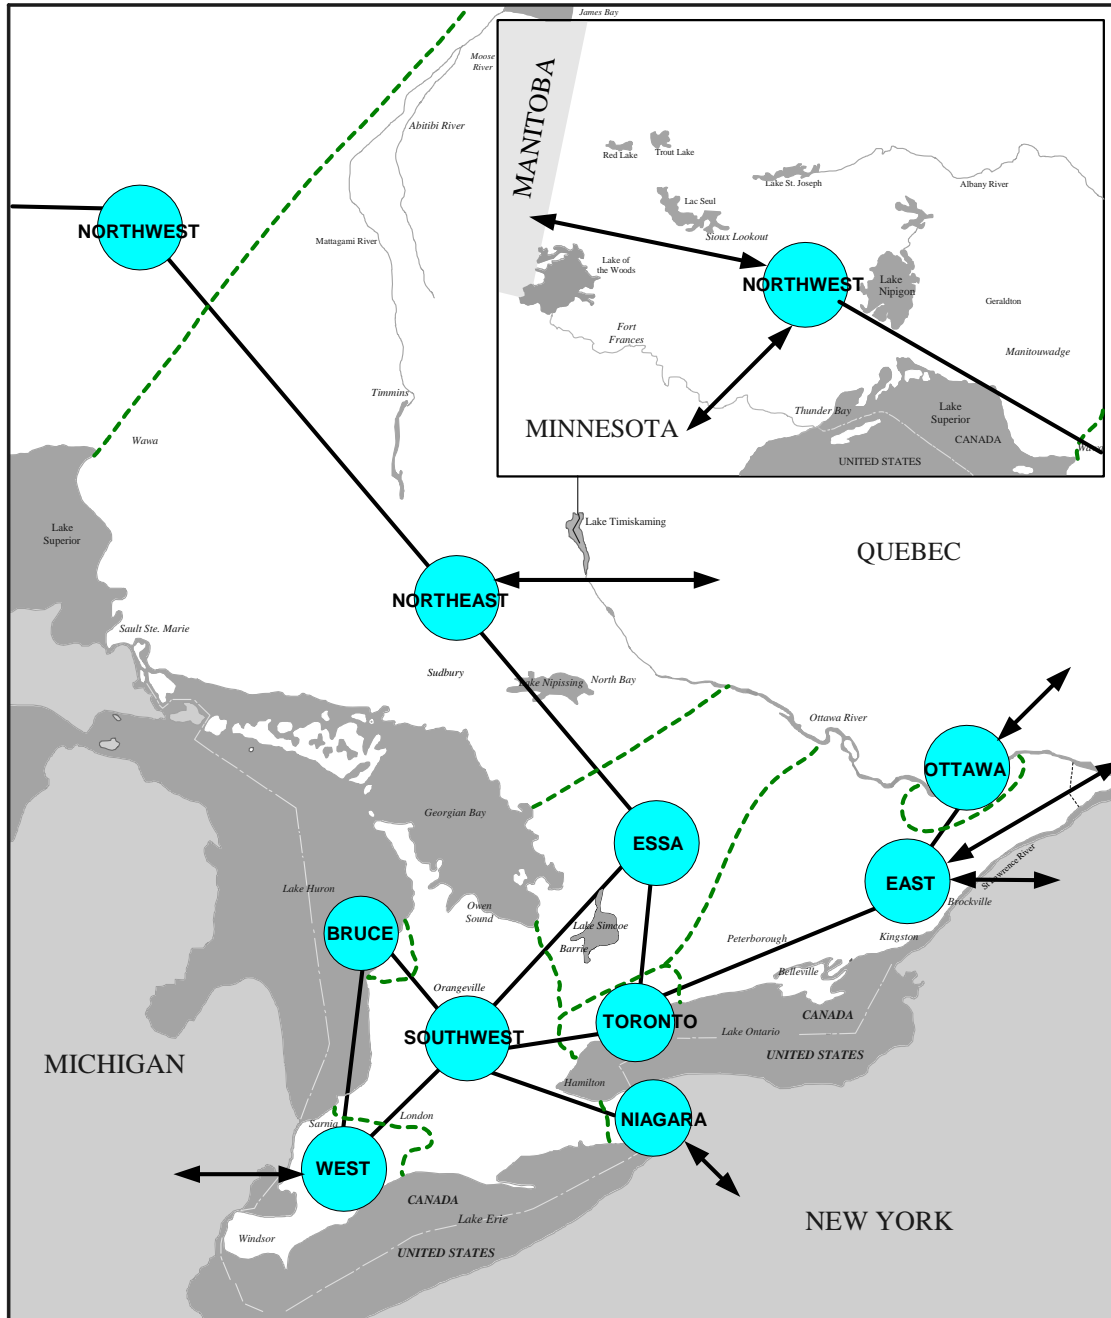 James Bay
Moose
River
Abitibi River
MANITOBA
Red Lake
Trout Lake
Lake St. Joseph
Albany River
Lac Seul
Sioux Lookout
NORTHWEST
Mattagami River
Lake of
the Woods
NORTHWEST
Lake
Nipigon
Geraldton
Fort
Frances
Manitouwadge
Timmins
Thunder Bay
Lake
Superior
MINNESOTA
CANADA
Wawa
UNITED STATES
Wawa
Lake
Superior
Lake Timiskaming
QUEBEC
NORTHEAST
Sault Ste. Marie
Sudbury
Lake Nipissing
North Bay
Ottawa River
OTTAWA
Georgian Bay
ESSA
EAST
St Lawrence River
Lake Huron
Brockville
Owen
Sound
Lake Simcoe
BRUCE
Barrie
Peterborough
Kingston
Belleville
Orangeville
SOUTHWEST
TORONTO
CANADA
Lake Ontario
UNITED STATES
MICHIGAN
Hamilton
NIAGARA
London
Sarnia
WEST
CANADA
Lake Erie
NEW YORK
Windsor
UNITED STATES